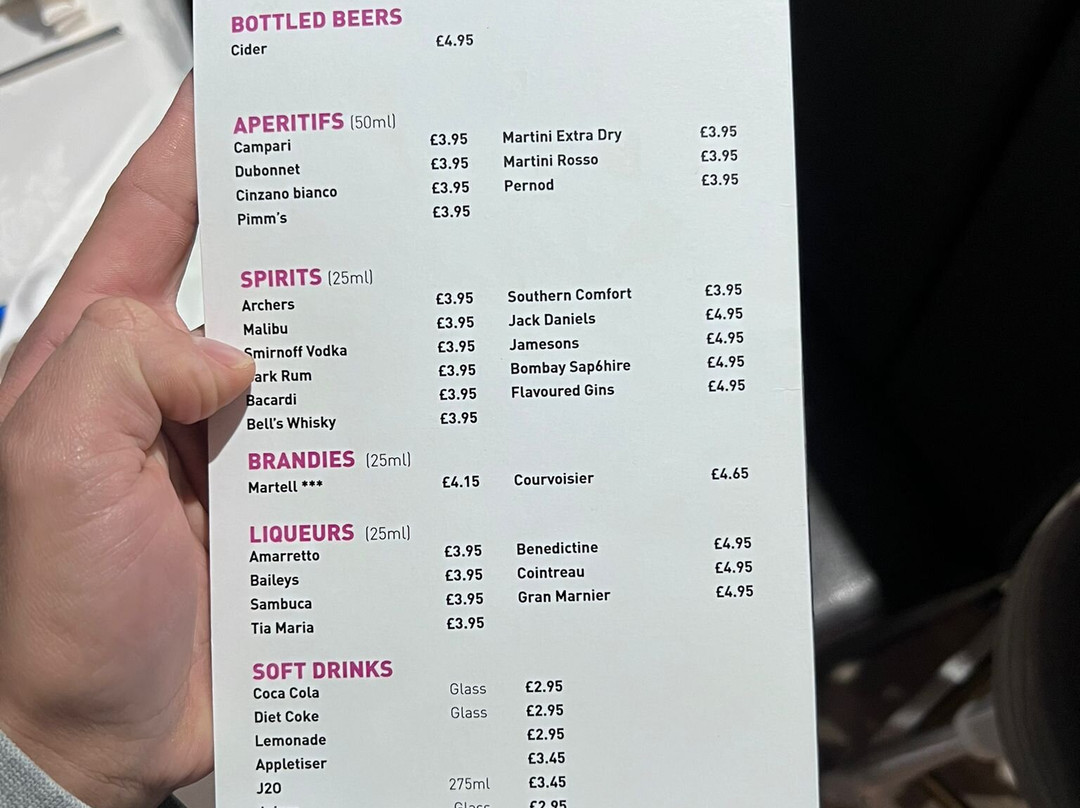 BOTTLED BEERS
Cider £4.95
APERITIFS (50ml)
Campari £3.95 Martini Extra Dry £3.95
Dubonnet £3.95 Martini Rosso £3.95
Cinzano bianco £3.95 Pernod £3.95
Pimm's £3.95
SPIRITS (25ml)
Archers £3.95 Southern Comfort £3.95
Malibu £3.95 Jack Daniels £4.95
Smirnoff Vodka £3.95 Jamesons £4.95
ark Rum £3.95 Bombay Sap6hire £4.95
Bacardi £3.95 Flavoured Gins £4.95
Bell's Whisky £3.95
BRANDIES (25ml)
Martell *** £4.15 Courvoisier £4.65
LIQUEURS (25ml)
Amarretto £3.95 Benedictine £4.95
Baileys £3.95 Cointreau £4.95
Sambuca £3.95 Gran Marnier £4.95
Tia Maria £3.95
SOFT DRINKS
Coca Cola Glass £2.95
Diet Coke Glass £2.95
Lemonade £2.95
Appletiser £3.45
J2O 275ml £3.45
Glass £2.95